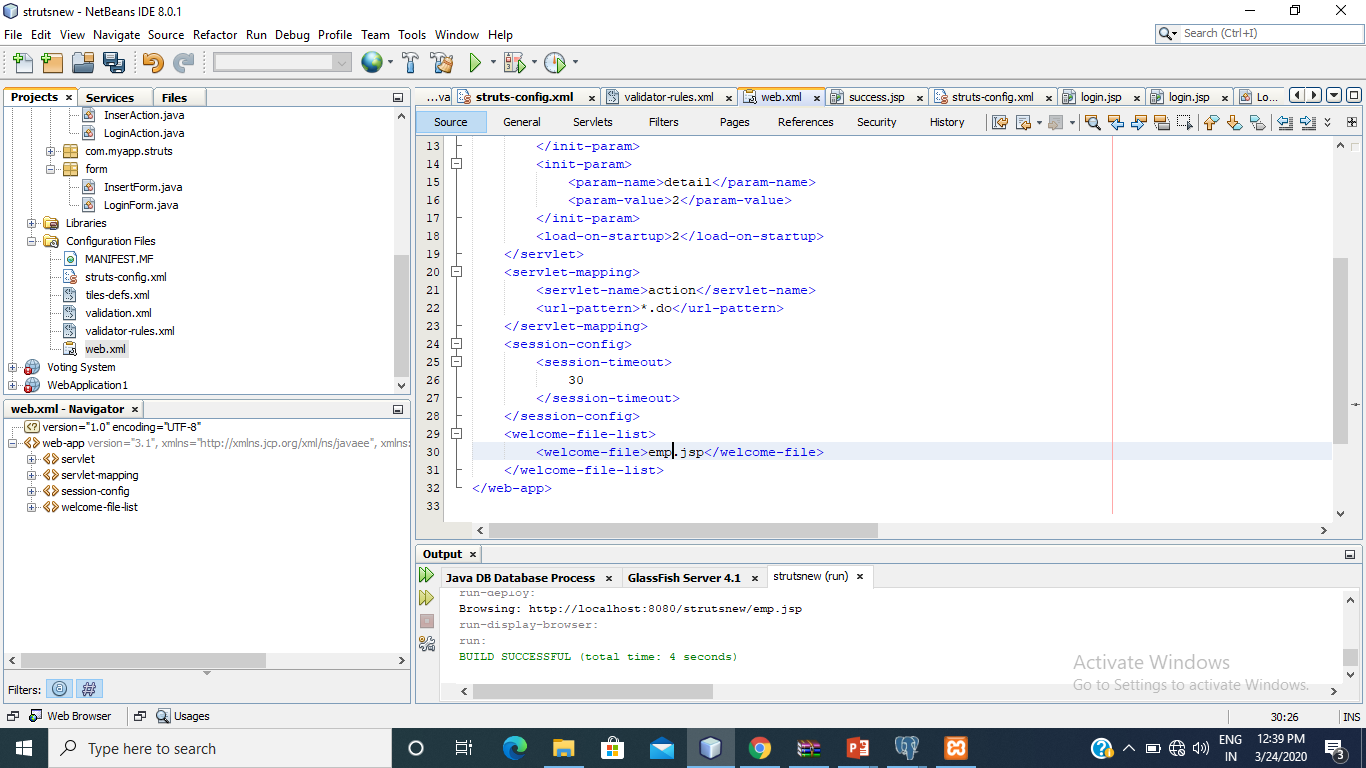 strutsnew - NetBeans IDE 8.0.1
File Edit View Navigate Source Refactor Run Debug Profile Team Tools Window Help
Search (Ctrl+I)
Projects × Services Files
InserAction.java
LoginAction.java
com.myapp.struts
form
InsertForm.java
LoginForm.java
Libraries
Configuration Files
MANIFEST.MF
struts-config.xml
tiles-defs.xml
validation.xml
validator-rules.xml
web.xml
Voting System
WebApplication1
web.xml - Navigator ×
version="1.0" encoding="UTF-8"
web-app version="3.1", xmlns="http://xmlns.jcp.org/xml/ns/javaee", xmlns:
servlet
servlet-mapping
session-config
welcome-file-list
Filters:
...va struts-config.xml × validator-rules.xml × web.xml × success.jsp × struts-config.xml × login.jsp × login.jsp × Lo...
Source General Servlets Filters Pages References Security History
13 </init-param>
14 <init-param>
15 <param-name>detail</param-name>
16 <param-value>2</param-value>
17 </init-param>
18 <load-on-startup>2</load-on-startup>
19 </servlet>
20 <servlet-mapping>
21 <servlet-name>action</servlet-name>
22 <url-pattern>*.do</url-pattern>
23 </servlet-mapping>
24 <session-config>
25 <session-timeout>
26 30
27 </session-timeout>
28 </session-config>
29 <welcome-file-list>
30 <welcome-file>emp.jsp</welcome-file>
31 </welcome-file-list>
32 </web-app>
33
Output ×
Java DB Database Process × GlassFish Server 4.1 × strutsnew (run) ×
run-deploy:
Browsing: http://localhost:8080/strutsnew/emp.jsp
run-display-browser:
run:
BUILD SUCCESSFUL (total time: 4 seconds)
Activate Windows
Go to Settings to activate Windows.
Web Browser Usages
30:26 INS
Type here to search
ENG
IN
12:39 PM
3/24/2020
3